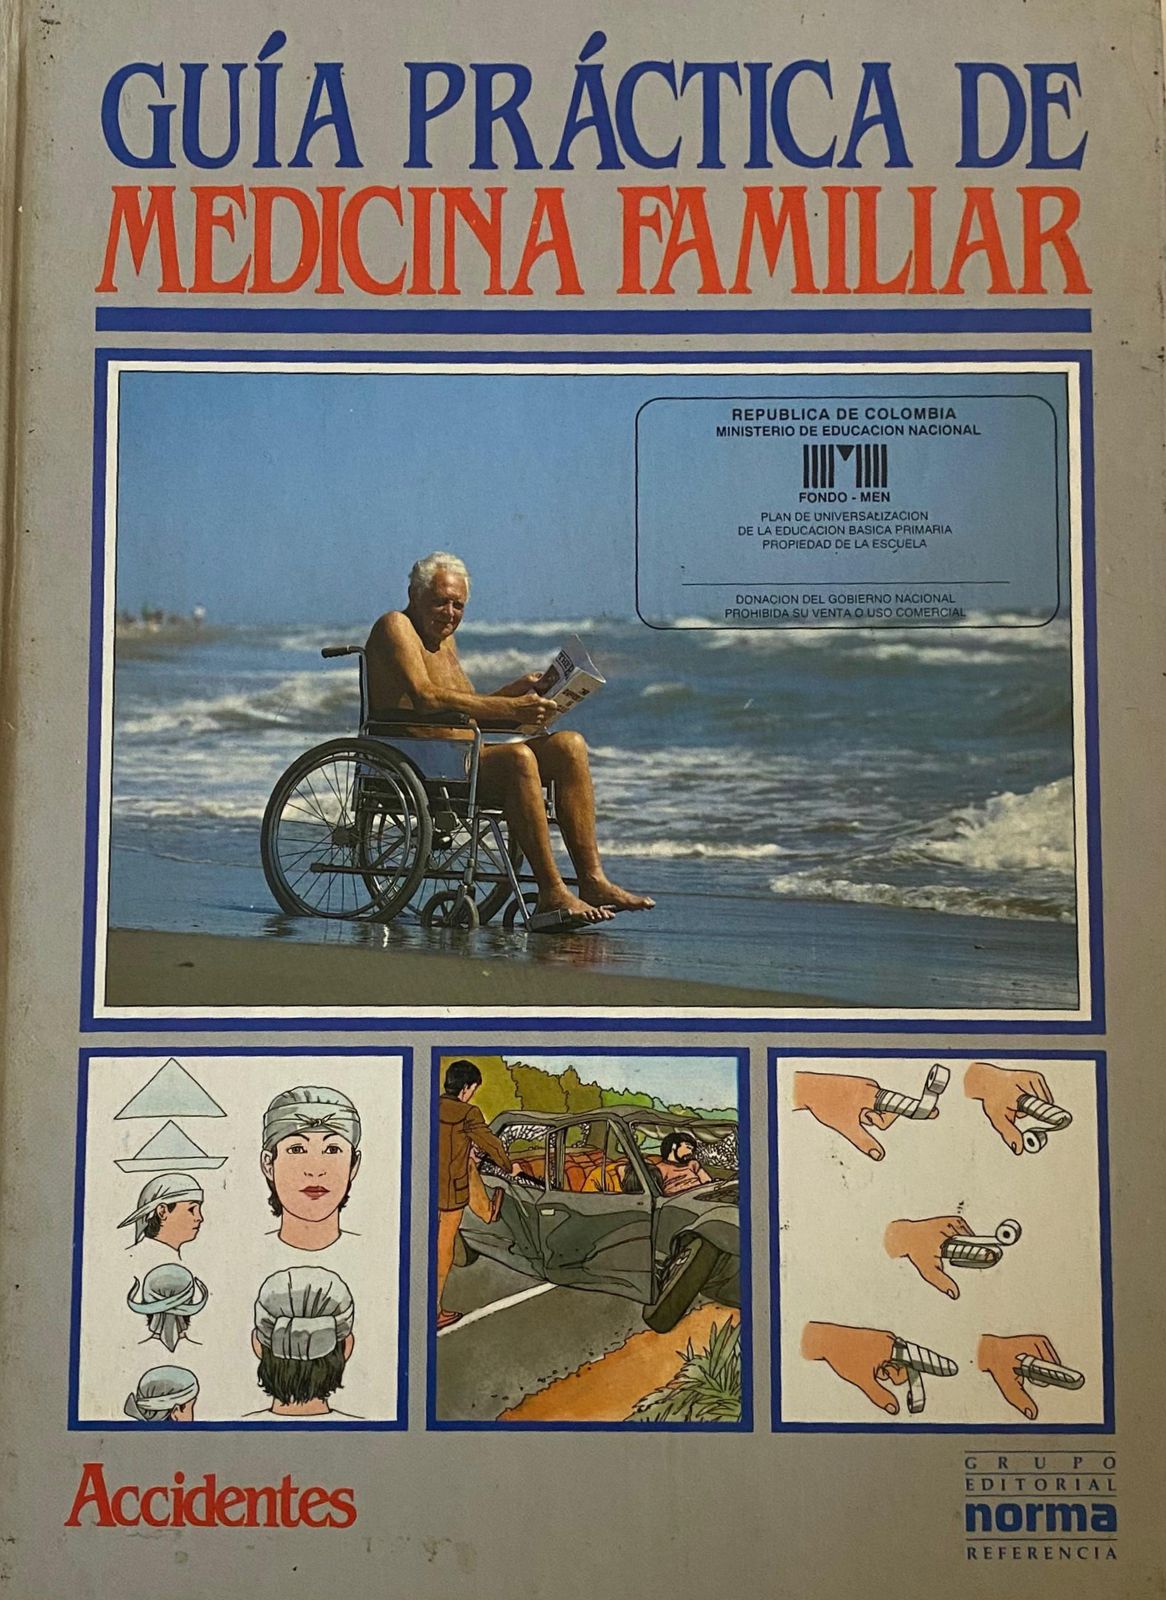 GUÍA PRÁCTICA DE
MEDICINA FAMILIAR
REPUBLICA DE COLOMBIA
MINISTERIO DE EDUCACION NACIONAL
FONDO - MEN
PLAN DE UNIVERSALIZACION
DE LA EDUCACION BASICA PRIMARIA
PROPIEDAD DE LA ESCUELA
DONACION DEL GOBIERNO NACIONAL
PROHIBIDA SU VENTA O USO COMERCIAL
Accidentes
GRUPO
EDITORIAL
norma
REFERENCIA